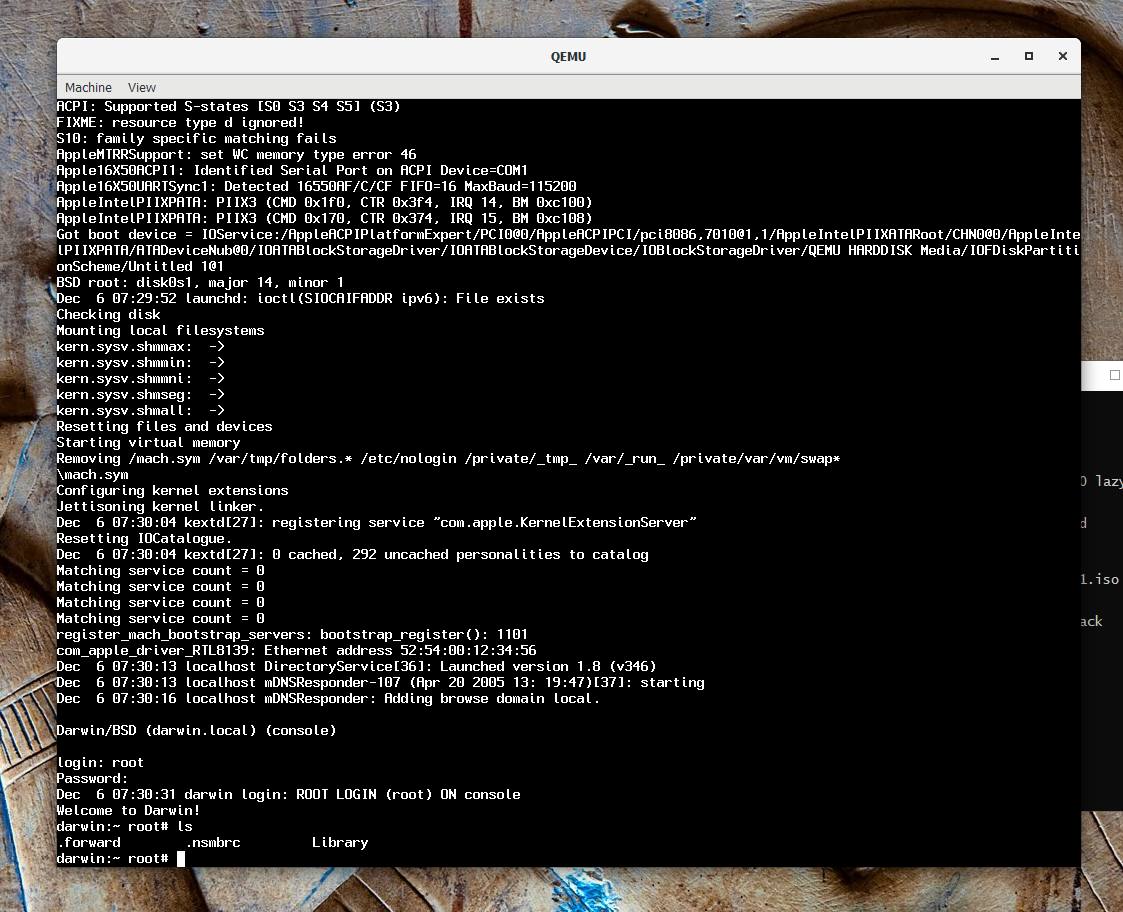 QEMU
Machine View
ACPI: Supported S-states [S0 S3 S4 S5] (S3)
FIXME: resource type d ignored!
S10: family specific matching fails
AppleMTRRSupport: set WC memory type error 46
Apple16X50ACPI1: Identified Serial Port on ACPI Device=COM1
Apple16X50UARTSync1: Detected 16550AF/C/CF FIFO=16 MaxBaud=115200
AppleIntelPIIXPATA: PIIX3 (CMD 0x1f0, CTR 0x3f4, IRQ 14, BM 0xc100)
AppleIntelPIIXPATA: PIIX3 (CMD 0x170, CTR 0x374, IRQ 15, BM 0xc108)
Got boot device = IOService:/AppleACPIPlatformExpert/PCI0@0/AppleACPIPCI/pci8086,7010@1,1/AppleIntelPIIXATARoot/CHN0@0/AppleInte
lPIIXPATA/ATADeviceNub@0/IOATABlockStorageDriver/IOATABlockStorageDevice/IOBlockStorageDriver/QEMU HARDDISK Media/IOFDiskPartiti
onScheme/Untitled 1@1
BSD root: disk0s1, major 14, minor 1
Dec  6 07:29:52 launchd: ioctl(SIOCAIFADDR ipv6): File exists
Checking disk
Mounting local filesystems
kern.sysv.shmmax:  ->
kern.sysv.shmmin:  ->
kern.sysv.shmmni:  ->
kern.sysv.shmseg:  ->
kern.sysv.shmall:  ->
Resetting files and devices
Starting virtual memory
Removing /mach.sym /var/tmp/folders.* /etc/nologin /private/_tmp_ /var/_run_ /private/var/vm/swap*
\mach.sym
Configuring kernel extensions
Jettisoning kernel linker.
Dec  6 07:30:04 kextd[27]: registering service "com.apple.KernelExtensionServer"
Resetting IOCatalogue.
Dec  6 07:30:04 kextd[27]: 0 cached, 292 uncached personalities to catalog
Matching service count = 0
Matching service count = 0
Matching service count = 0
Matching service count = 0
register_mach_bootstrap_servers: bootstrap_register(): 1101
com_apple_driver_RTL8139: Ethernet address 52:54:00:12:34:56
Dec  6 07:30:13 localhost DirectoryService[36]: Launched version 1.8 (v346)
Dec  6 07:30:13 localhost mDNSResponder-107 (Apr 20 2005 13: 19:47)[37]: starting
Dec  6 07:30:16 localhost mDNSResponder: Adding browse domain local.
Darwin/BSD (darwin.local) (console)
login: root
Password:
Dec  6 07:30:31 darwin login: ROOT LOGIN (root) ON console
Welcome to Darwin!
darwin:~ root# ls
.forward        .nsmbrc         Library
darwin:~ root#
0 lazy
d
1.iso
ack